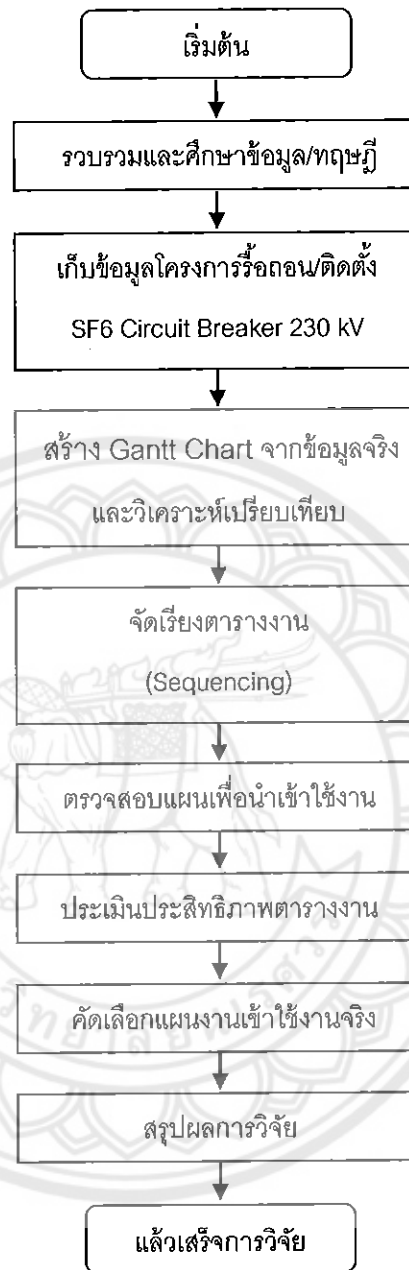 เริ่มต้น
รวบรวมและศึกษาข้อมูล/ทฤษฎี
เก็บข้อมูลโครงการรื้อถอน/ติดตั้ง
SF6 Circuit Breaker 230 kV
สร้าง Gantt Chart จากข้อมูลจริง
และวิเคราะห์เปรียบเทียบ
จัดเรียงตารางงาน
(Sequencing)
ตรวจสอบแผนเพื่อนำเข้าใช้งาน
ประเมินประสิทธิภาพตารางงาน
คัดเลือกแผนงานเข้าใช้งานจริง
สรุปผลการวิจัย
แล้วเสร็จการวิจัย